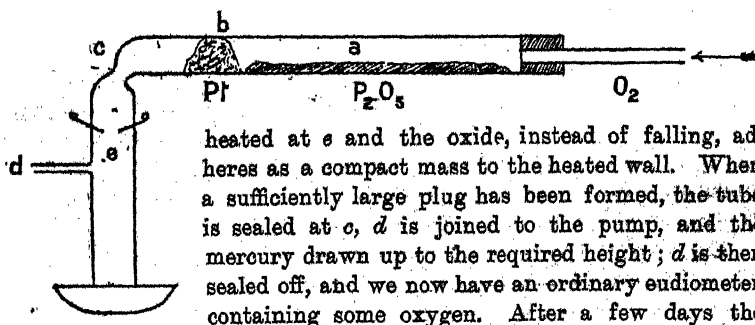 b
c
a
Pt
P2O5
O2
d
e
heated at e and the oxide, instead of falling, ad
heres as a compact mass to the heated wall. When
a sufficiently large plug has been formed, the tube
is sealed at c, d is joined to the pump, and the
mercury drawn up to the required height; d is then
sealed off, and we now have an ordinary eudiometer
containing some oxygen. After a few days the